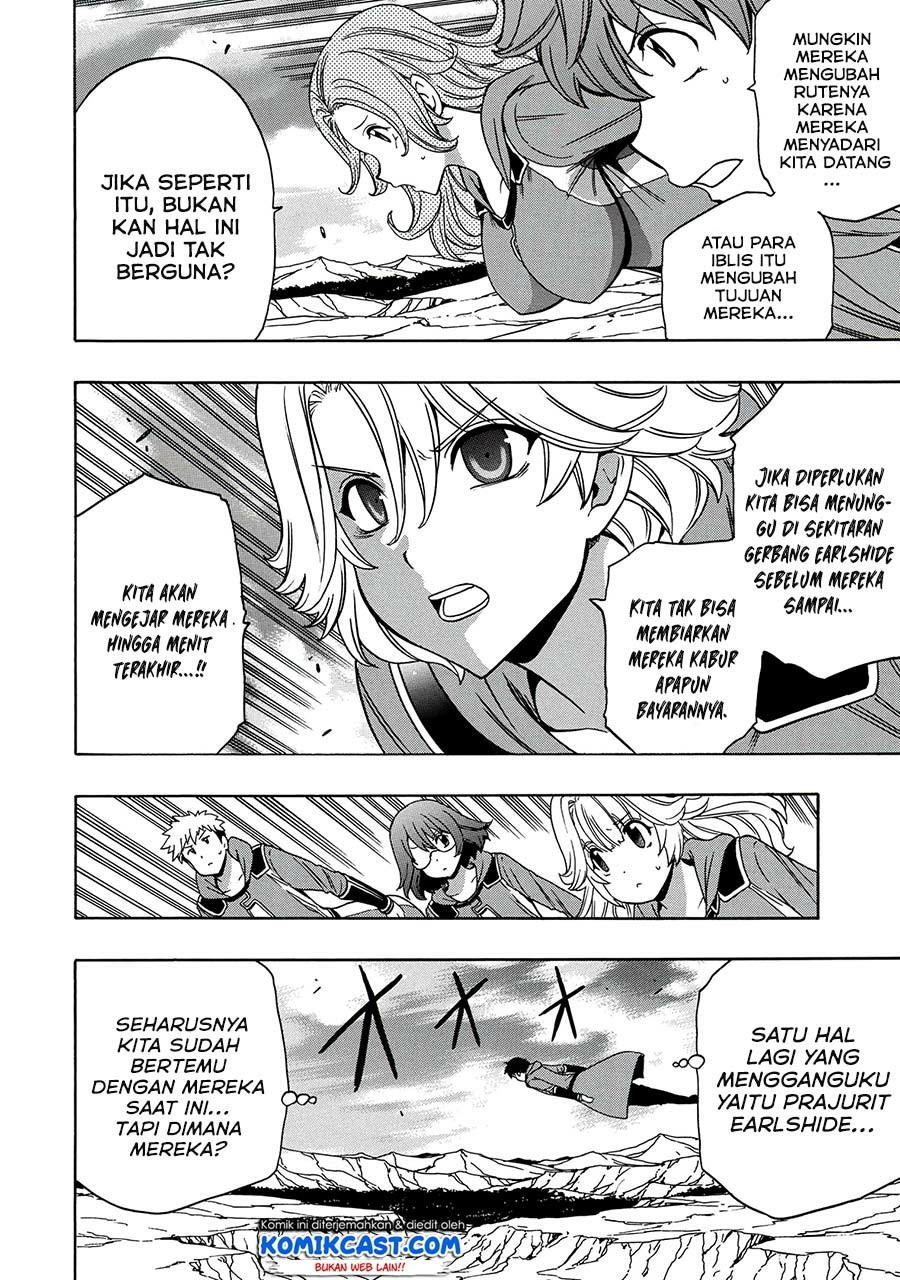 MUNGKIN
MEREKA
MENGUBAH
RUTENYA
KARENA
MEREKA
MENYADARI
KITA DATANG
...
ATAU PARA
IBLIS ITU
MENGUBAH
TUJUAN
MEREKA...
JIKA SEPERTI
ITU, BUKAN
KAN HAL INI
JADI TAK
BERGUNA?
JIKA DIPERLUKAN
KITA BISA MENUNG-
GU DI SEKITARAN
GERBANG EARLSHIDE
SEBELUM MEREKA
SAMPAI...
KITA TAK BISA
MEMBIARKAN
MEREKA KABUR
APAPUN
BAYARANNYA.
KITA AKAN
MENGEJAR MEREKA
HINGGA MENIT
TERAKHIR...!!
SATU HAL
LAGI YANG
MENGGANGUKU
YAITU PRAJURIT
EARLSHIDE...
SEHARUSNYA
KITA SUDAH
BERTEMU
DENGAN MEREKA
SAAT INI...
TAPI DIMANA
MEREKA?
Komik ini diterjemahkan & diedit oleh
KOMIKCAST.COM
BUKAN WEB LAIN!!